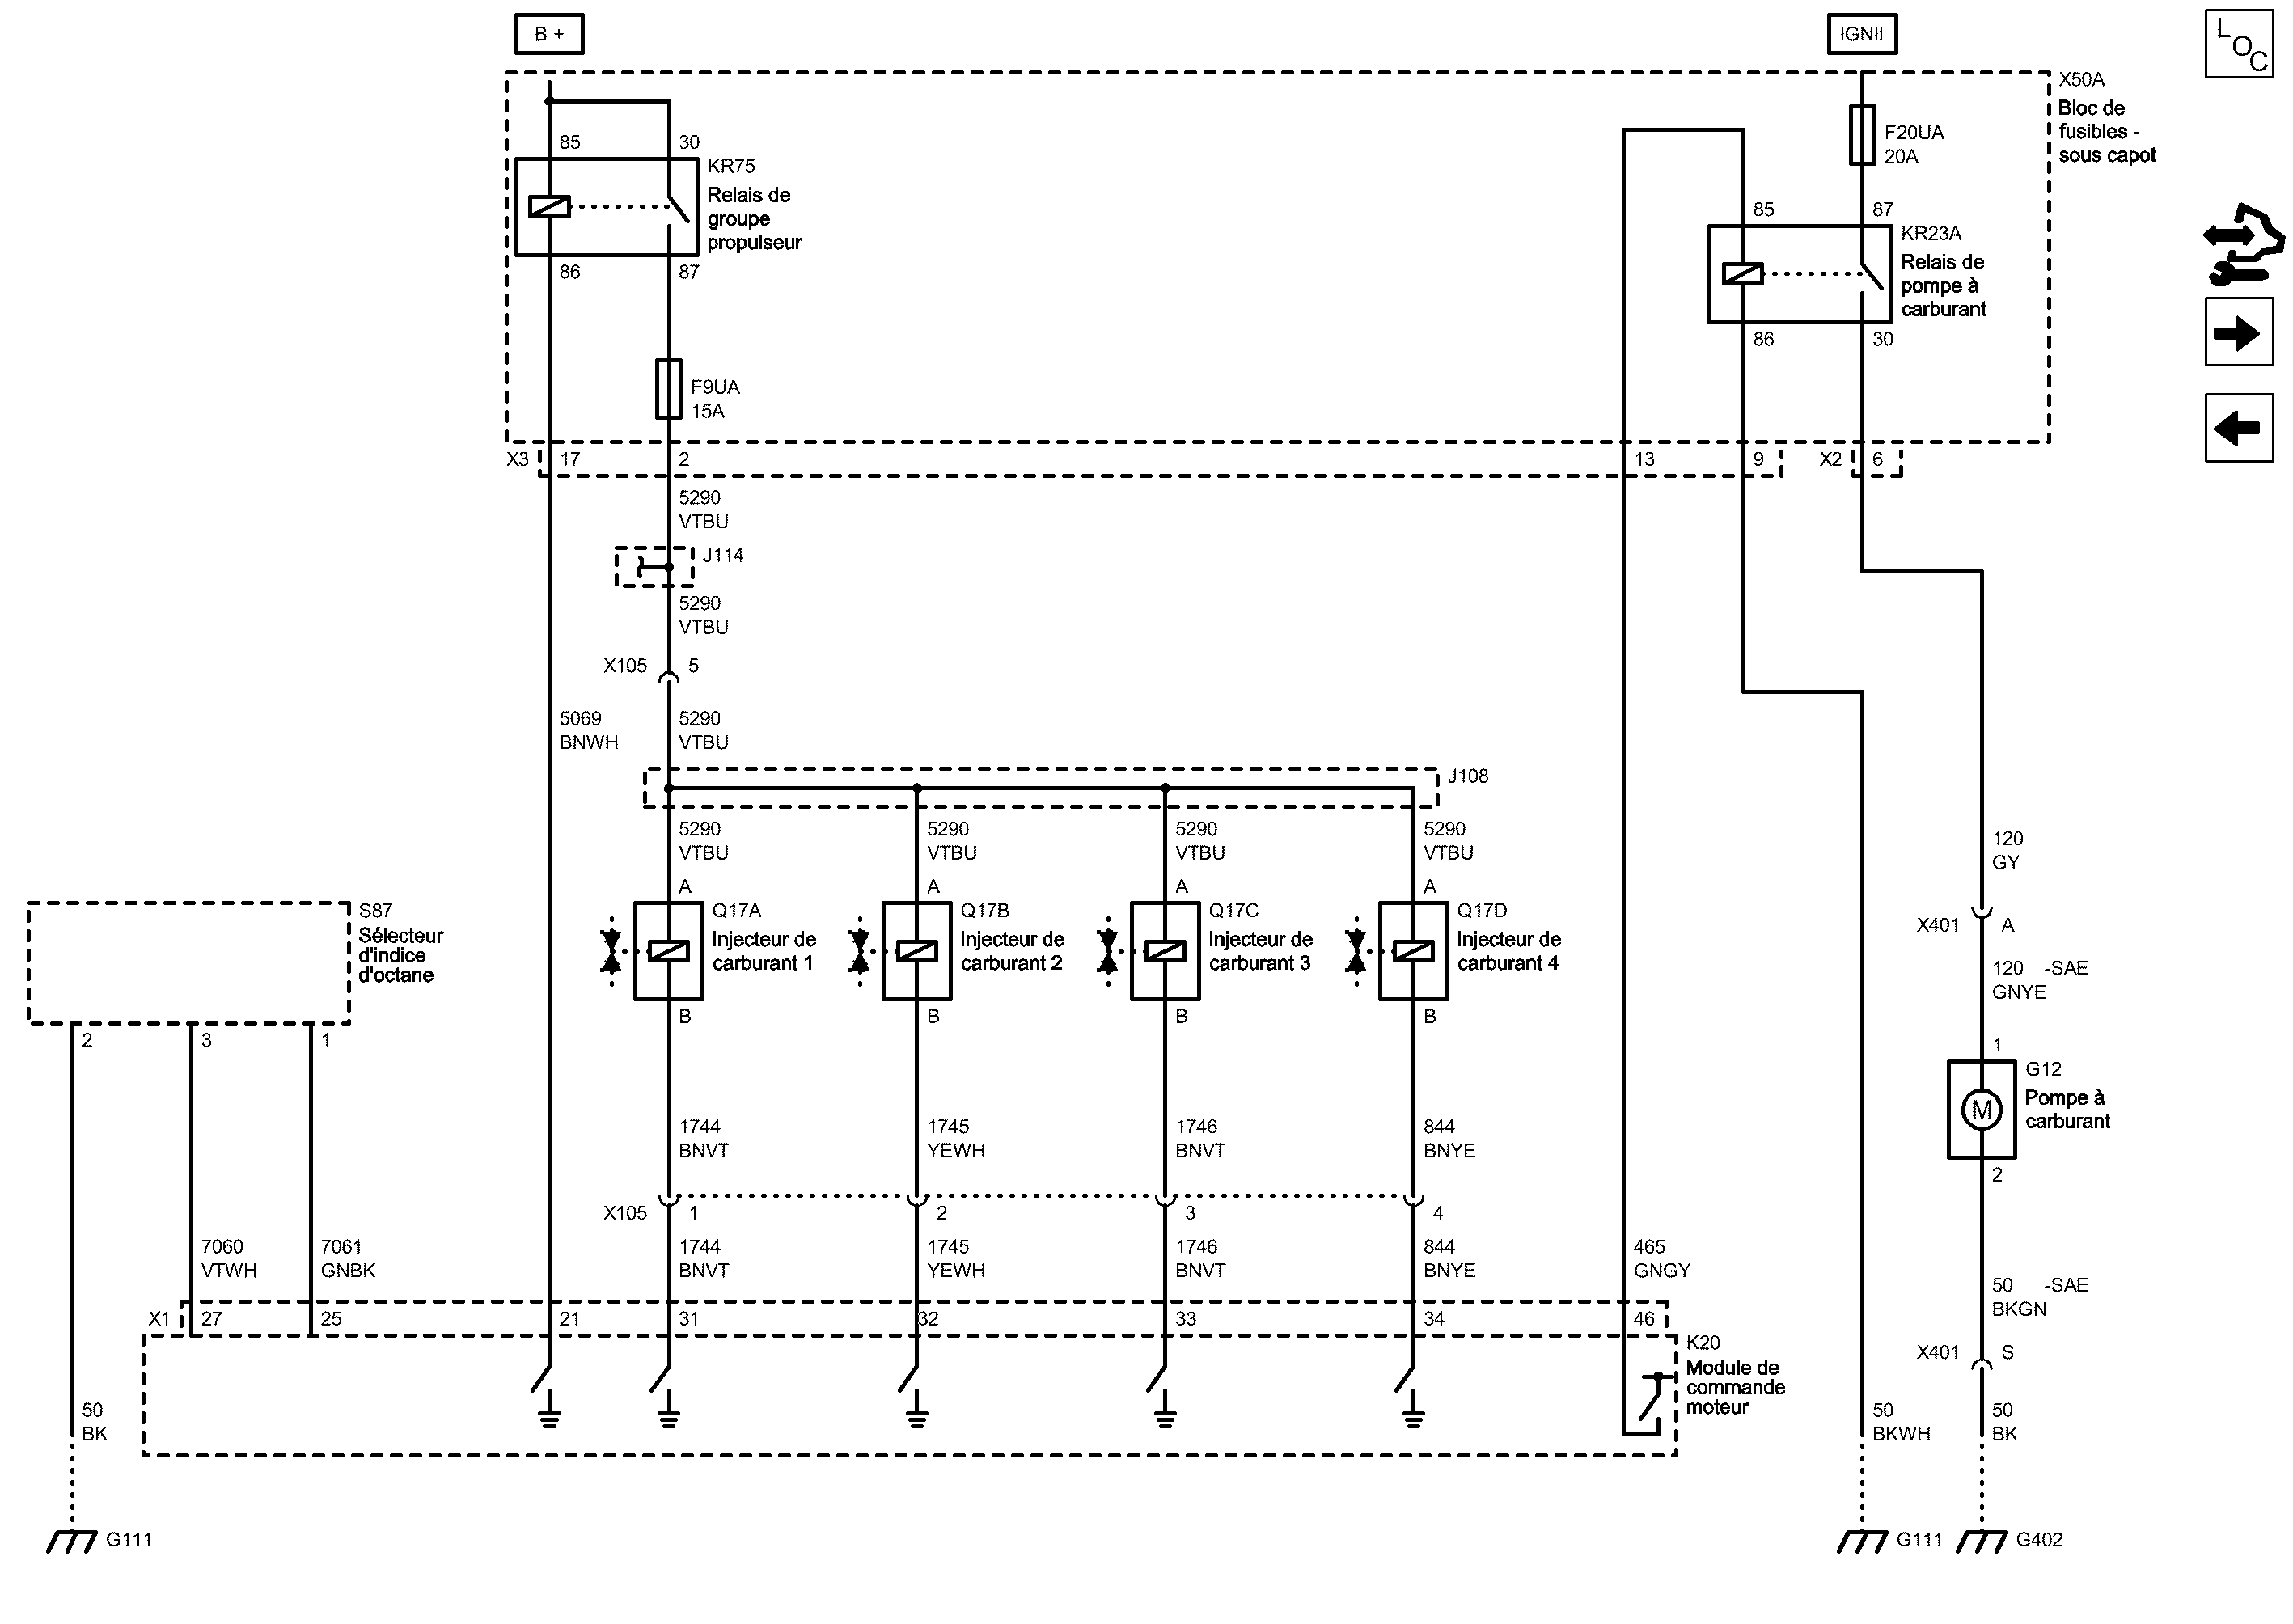 B +
IGNII
L
O
C
X50A
Bloc de
fusibles -
sous capot
85
30
KR75
Relais de
groupe
propulseur
86
87
F20UA
20A
85
87
KR23A
Relais de
pompe à
carburant
86
30
F9UA
15A
X3
17
2
13
9
X2
6
5290
VTBU
J114
5290
VTBU
X105
5
5069
BNWH
5290
VTBU
J108
5290
VTBU
5290
VTBU
5290
VTBU
5290
VTBU
120
GY
A
A
A
A
S87
Sélecteur
d'indice
d'octane
Q17A
Injecteur de
carburant 1
Q17B
Injecteur de
carburant 2
Q17C
Injecteur de
carburant 3
Q17D
Injecteur de
carburant 4
X401
A
120 -SAE
GNYE
B
B
B
B
2
3
1
1
G12
Pompe à
carburant
M
2
1744
BNVT
1745
YEWH
1746
BNVT
844
BNYE
X105
1
2
3
4
7060
VTWH
7061
GNBK
1744
BNVT
1745
YEWH
1746
BNVT
844
BNYE
465
GNGY
50 -SAE
BKGN
X1
27
25
21
31
32
33
34
46
K20
Module de
commande
moteur
X401
S
50
BK
50
BKWH
50
BK
G111
G111
G402